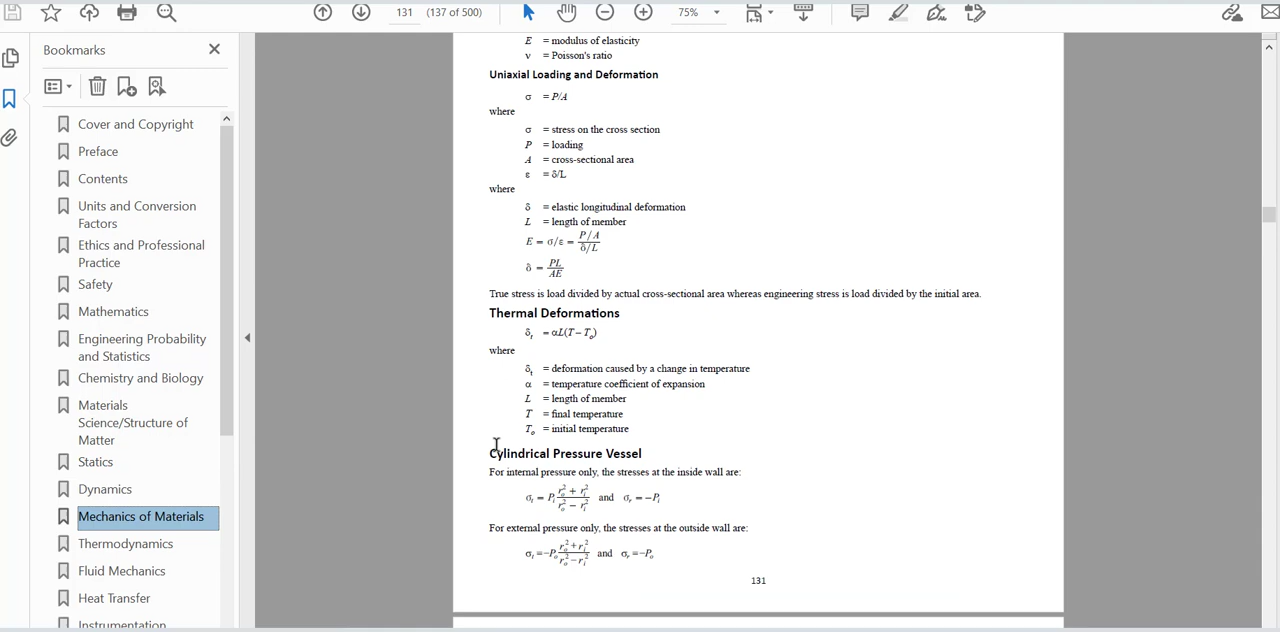 131 (137 of 500) 75%
Bookmarks
Cover and Copyright
Preface
Contents
Units and Conversion
Factors
Ethics and Professional
Practice
Safety
Mathematics
Engineering Probability
and Statistics
Chemistry and Biology
Materials
Science/Structure of
Matter
Statics
Dynamics
Mechanics of Materials
Thermodynamics
Fluid Mechanics
Heat Transfer
Instrumentation
E = modulus of elasticity
ν = Poisson's ratio
Uniaxial Loading and Deformation
σ = P/A
where
σ = stress on the cross section
P = loading
A = cross-sectional area
ε = δ/L
where
δ = elastic longitudinal deformation
L = length of member
E = σ/ε = (P/A)/(δ/L)
δ = PL/AE
True stress is load divided by actual cross-sectional area whereas engineering stress is load divided by the initial area.
Thermal Deformations
δt = αL(T – To)
where
δt = deformation caused by a change in temperature
α = temperature coefficient of expansion
L = length of member
T = final temperature
To = initial temperature
Cylindrical Pressure Vessel
For internal pressure only, the stresses at the inside wall are:
σt = Pi (ro² + ri²)/(ro² − ri²) and σr = −Pi
For external pressure only, the stresses at the outside wall are:
σt = −Po (ro² + ri²)/(ro² − ri²) and σr = −Po
131